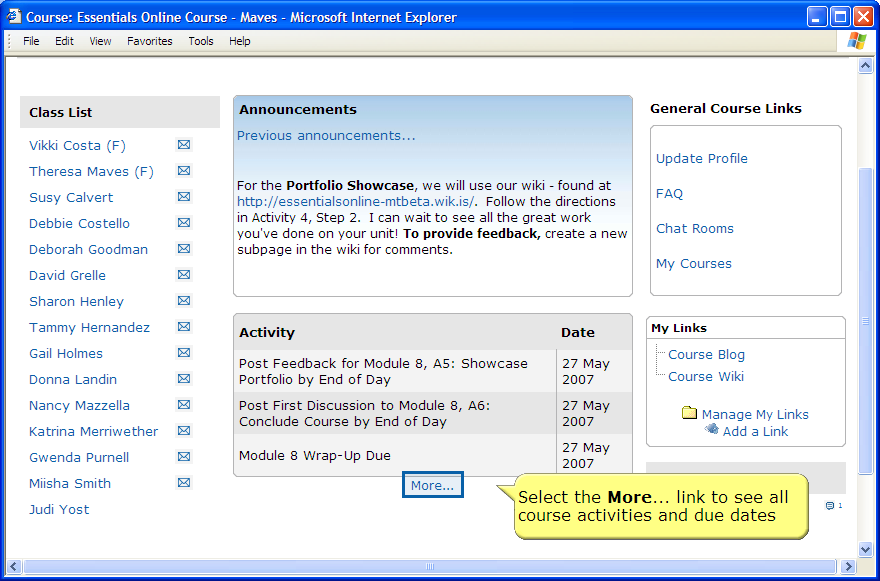 Course: Essentials Online Course - Maves - Microsoft Internet Explorer
File Edit View Favorites Tools Help
Class List
Vikki Costa (F)
Theresa Maves (F)
Susy Calvert
Debbie Costello
Deborah Goodman
David Grelle
Sharon Henley
Tammy Hernandez
Gail Holmes
Donna Landin
Nancy Mazzella
Katrina Merriwether
Gwenda Purnell
Miisha Smith
Judi Yost
Announcements
Previous announcements...
For the Portfolio Showcase, we will use our wiki - found at
http://essentialsonline-mtbeta.wik.is/. Follow the directions
in Activity 4, Step 2. I can wait to see all the great work
you've done on your unit! To provide feedback, create a new
subpage in the wiki for comments.
Activity Date
Post Feedback for Module 8, A5: Showcase 27 May
Portfolio by End of Day 2007
Post First Discussion to Module 8, A6: 27 May
Conclude Course by End of Day 2007
Module 8 Wrap-Up Due 27 May
2007
More...
Select the More... link to see all
course activities and due dates
General Course Links
Update Profile
FAQ
Chat Rooms
My Courses
My Links
Course Blog
Course Wiki
Manage My Links
Add a Link
1